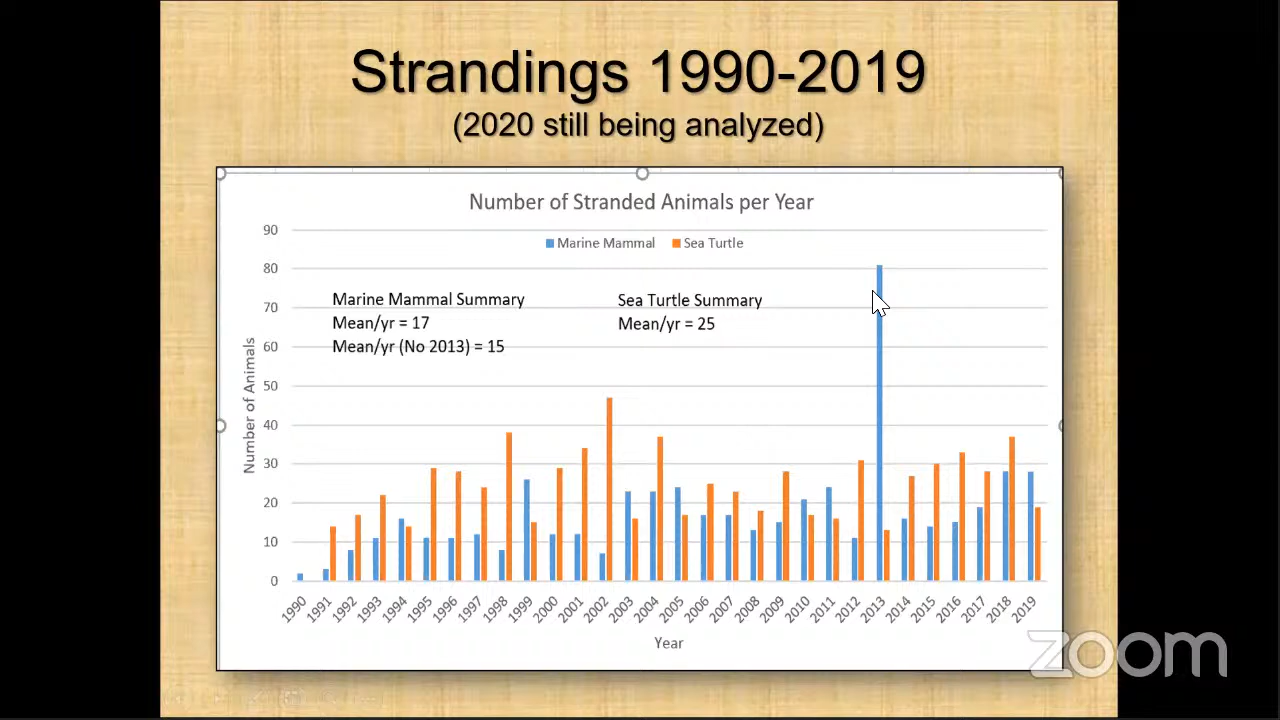 Strandings 1990-2019
(2020 still being analyzed)
Number of Stranded Animals per Year
Marine Mammal Sea Turtle
90
80
70
60
50
40
30
20
10
0
Number of Animals
Marine Mammal Summary
Mean/yr = 17
Mean/yr (No 2013) = 15
Sea Turtle Summary
Mean/yr = 25
1990 1991 1992 1993 1994 1995 1996 1997 1998 1999 2000 2001 2002 2003 2004 2005 2006 2007 2008 2009 2010 2011 2012 2013 2014 2015 2016 2017 2018 2019
Year
zoom